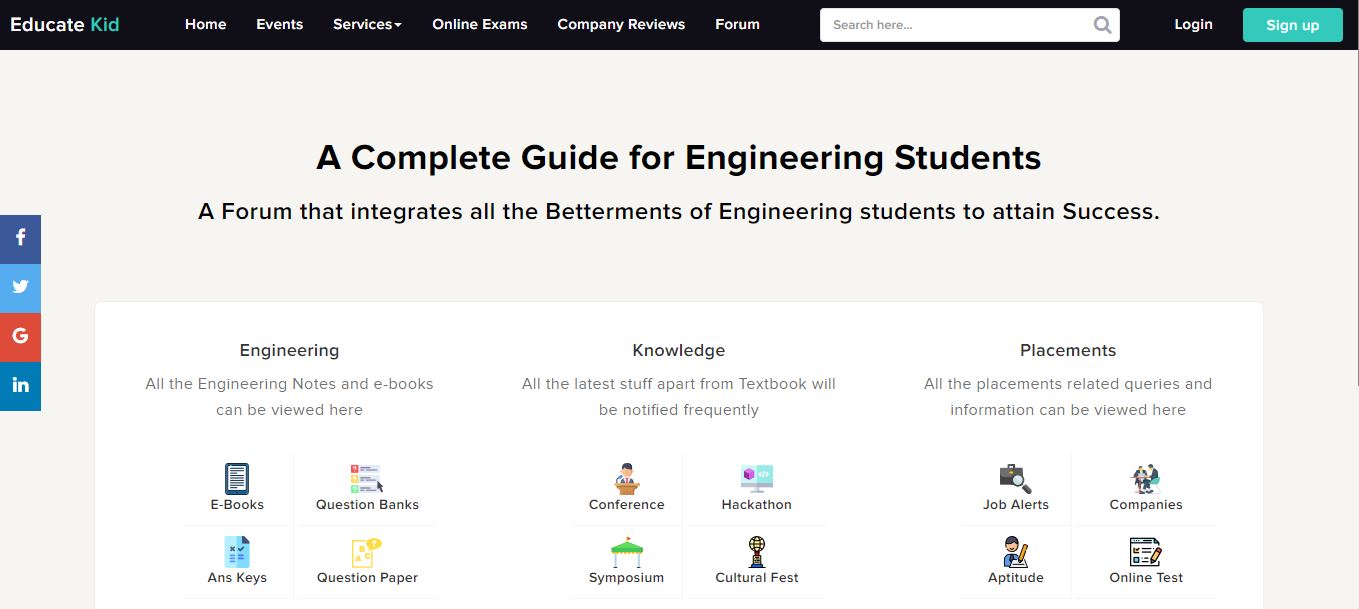 Educate Kid Home Events Services Online Exams Company Reviews Forum Search here... Login Sign up
A Complete Guide for Engineering Students
A Forum that integrates all the Betterments of Engineering students to attain Success.
f
G
in
Engineering
All the Engineering Notes and e-books
can be viewed here
E-Books Question Banks
Ans Keys Question Paper
Knowledge
All the latest stuff apart from Textbook will
be notified frequently
Conference Hackathon
Symposium Cultural Fest
Placements
All the placements related queries and
information can be viewed here
Job Alerts Companies
Aptitude Online Test